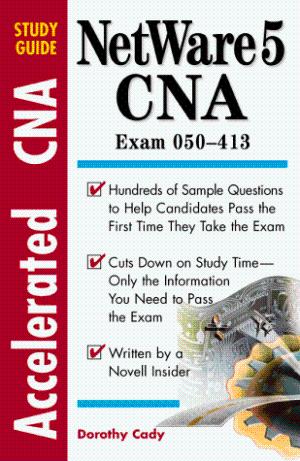 STUDY
GUIDE
Accelerated CNA
NetWare 5
CNA
Exam 050–413
Hundreds of Sample Questions
to Help Candidates Pass the
First Time They Take the Exam
Cuts Down on Study Time—
Only the Information
You Need to Pass
the Exam
Written by a
Novell Insider
Dorothy Cady